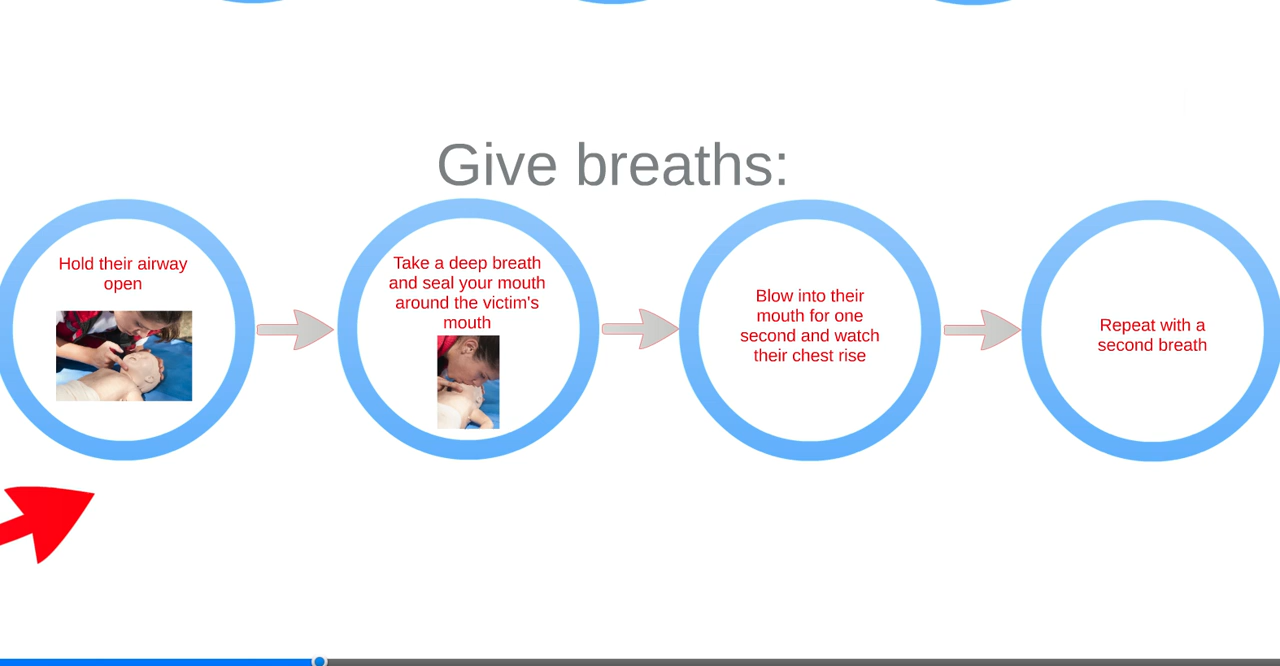 Give breaths:
Hold their airway
open
Take a deep breath
and seal your mouth
around the victim's
mouth
Blow into their
mouth for one
second and watch
their chest rise
Repeat with a
second breath